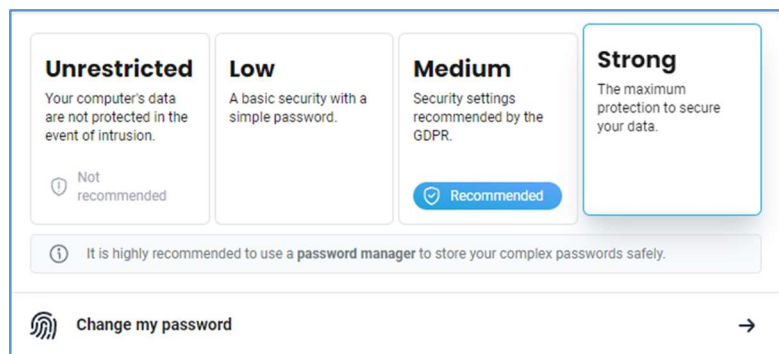 Unrestricted
Your computer's data
are not protected in the
event of intrusion.
Not
recommended
Low
A basic security with a
simple password.
Medium
Security settings
recommended by the
GDPR.
Recommended
Strong
The maximum
protection to secure
your data.
It is highly recommended to use a password manager to store your complex passwords safely.
Change my password